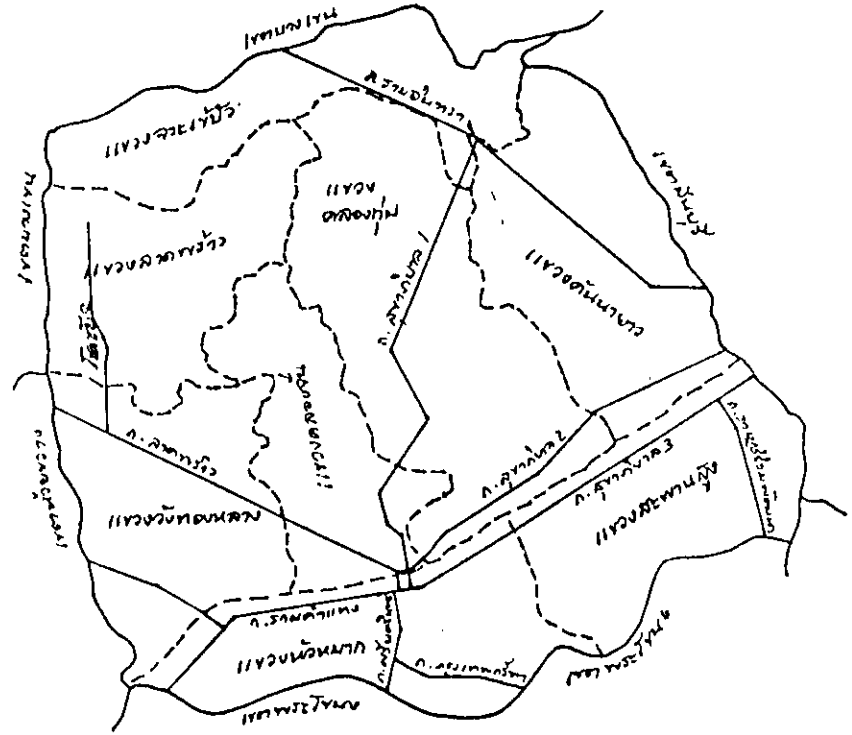 เขตบางเขน
ถ.รามอินทรา
แขวงจระเข้บัว
แขวง
คลองกุ่ม
เขตมีนบุรี
แขวงลาดพร้าว
ถ.สุขาภิบาล 1
แขวงคันนายาว
ถ.ลาดพร้าว
ถ.สุขาภิบาล 2
ถ.สุขาภิบาล 3
แขวงสะพานสูง
แขวงวังทองหลาง
ถ.รามคำแหง
แขวงหัวหมาก
ถ.กรุงเทพกรีฑา
เขตพระโขนง
เขตพระโขนง